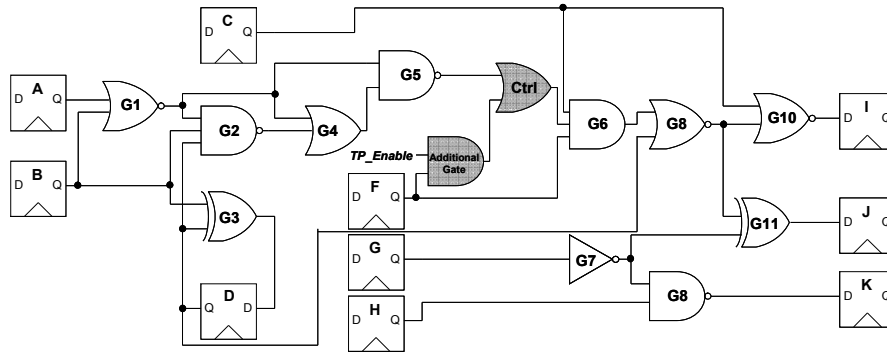 C
D Q
A
D Q
G1
G2
G4
G5
Ctrl
G6
G8
G10
I
D Q
B
D Q
TP_Enable
Additional
Gate
F
D Q
G3
G11
J
D Q
G
D Q
G7
D
Q D
H
D Q
G8
K
D Q